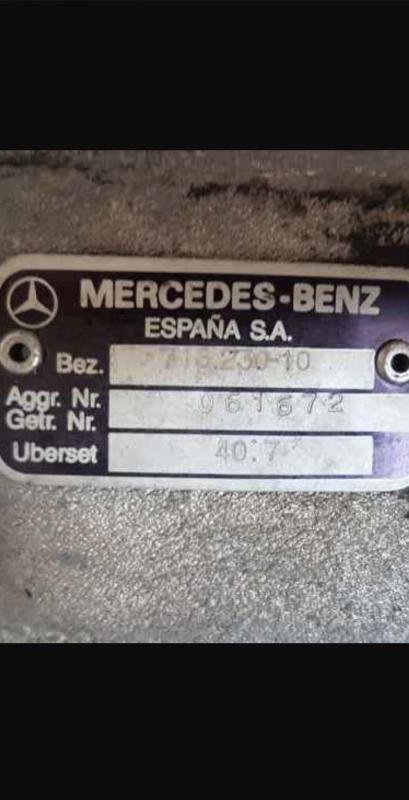 MERCEDES-BENZ
ESPAÑA S.A.
Bez. 718.230-10
Aggr. Nr. 061672
Getr. Nr.
Uberset 40:7